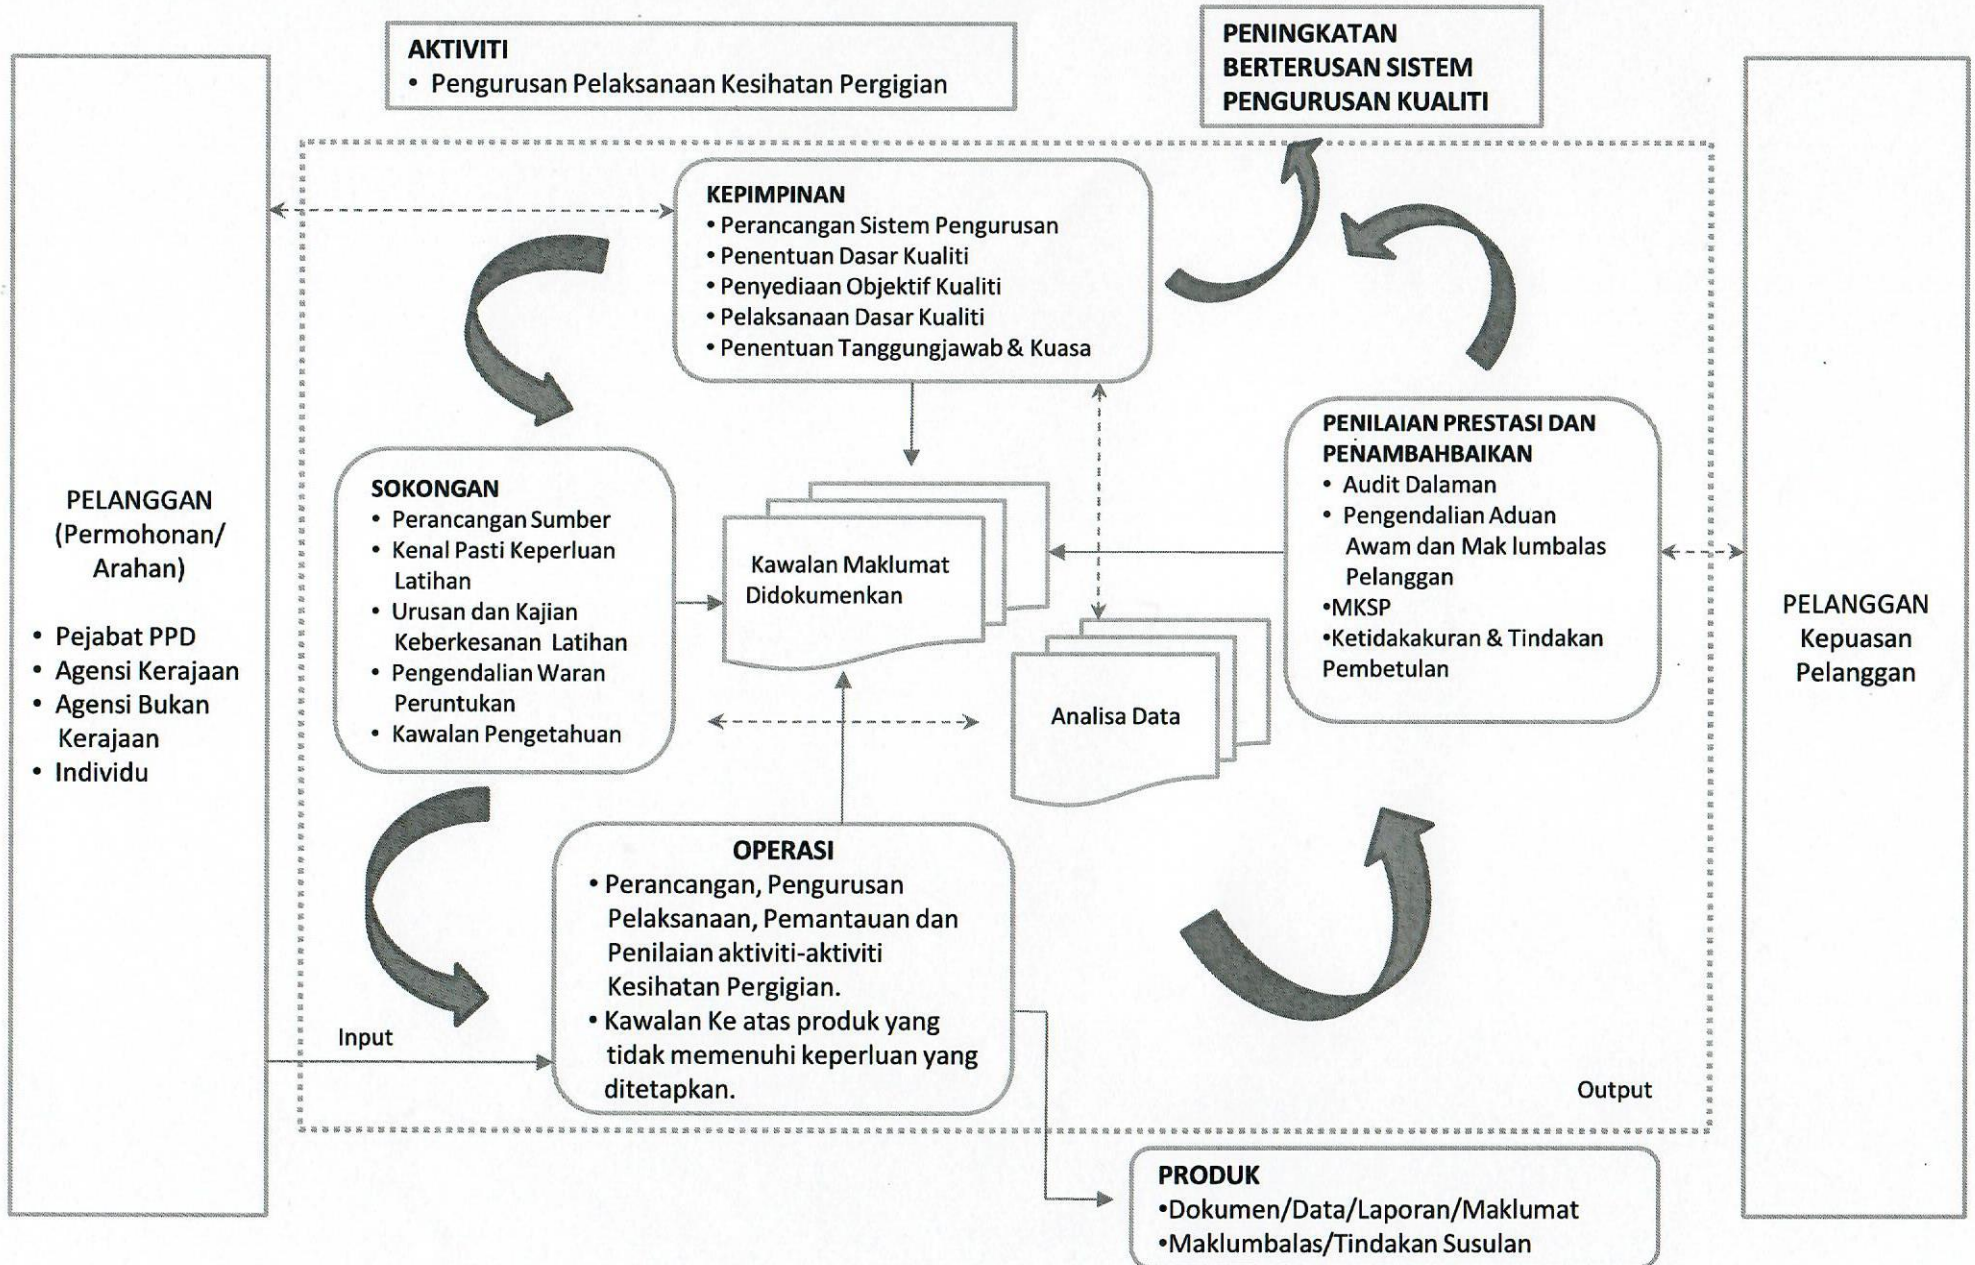 AKTIVITI
• Pengurusan Pelaksanaan Kesihatan Pergigian
PENINGKATAN
BERTERUSAN SISTEM
PENGURUSAN KUALITI
PELANGGAN
(Permohonan/
Arahan)
• Pejabat PPD
• Agensi Kerajaan
• Agensi Bukan
Kerajaan
• Individu
KEPIMPINAN
• Perancangan Sistem Pengurusan
• Penentuan Dasar Kualiti
• Penyediaan Objektif Kualiti
• Pelaksanaan Dasar Kualiti
• Penentuan Tanggungjawab & Kuasa
SOKONGAN
• Perancangan Sumber
• Kenal Pasti Keperluan
Latihan
• Urusan dan Kajian
Keberkesanan Latihan
• Pengendalian Waran
Peruntukan
• Kawalan Pengetahuan
Kawalan Maklumat
Didokumenkan
Analisa Data
PENILAIAN PRESTASI DAN
PENAMBAHBAIKAN
• Audit Dalaman
• Pengendalian Aduan
Awam dan Mak lumbalas
Pelanggan
•MKSP
•Ketidakakuran & Tindakan
Pembetulan
PELANGGAN
Kepuasan
Pelanggan
OPERASI
• Perancangan, Pengurusan
Pelaksanaan, Pemantauan dan
Penilaian aktiviti-aktiviti
Kesihatan Pergigian.
• Kawalan Ke atas produk yang
tidak memenuhi keperluan yang
ditetapkan.
Input
Output
PRODUK
•Dokumen/Data/Laporan/Maklumat
•Maklumbalas/Tindakan Susulan